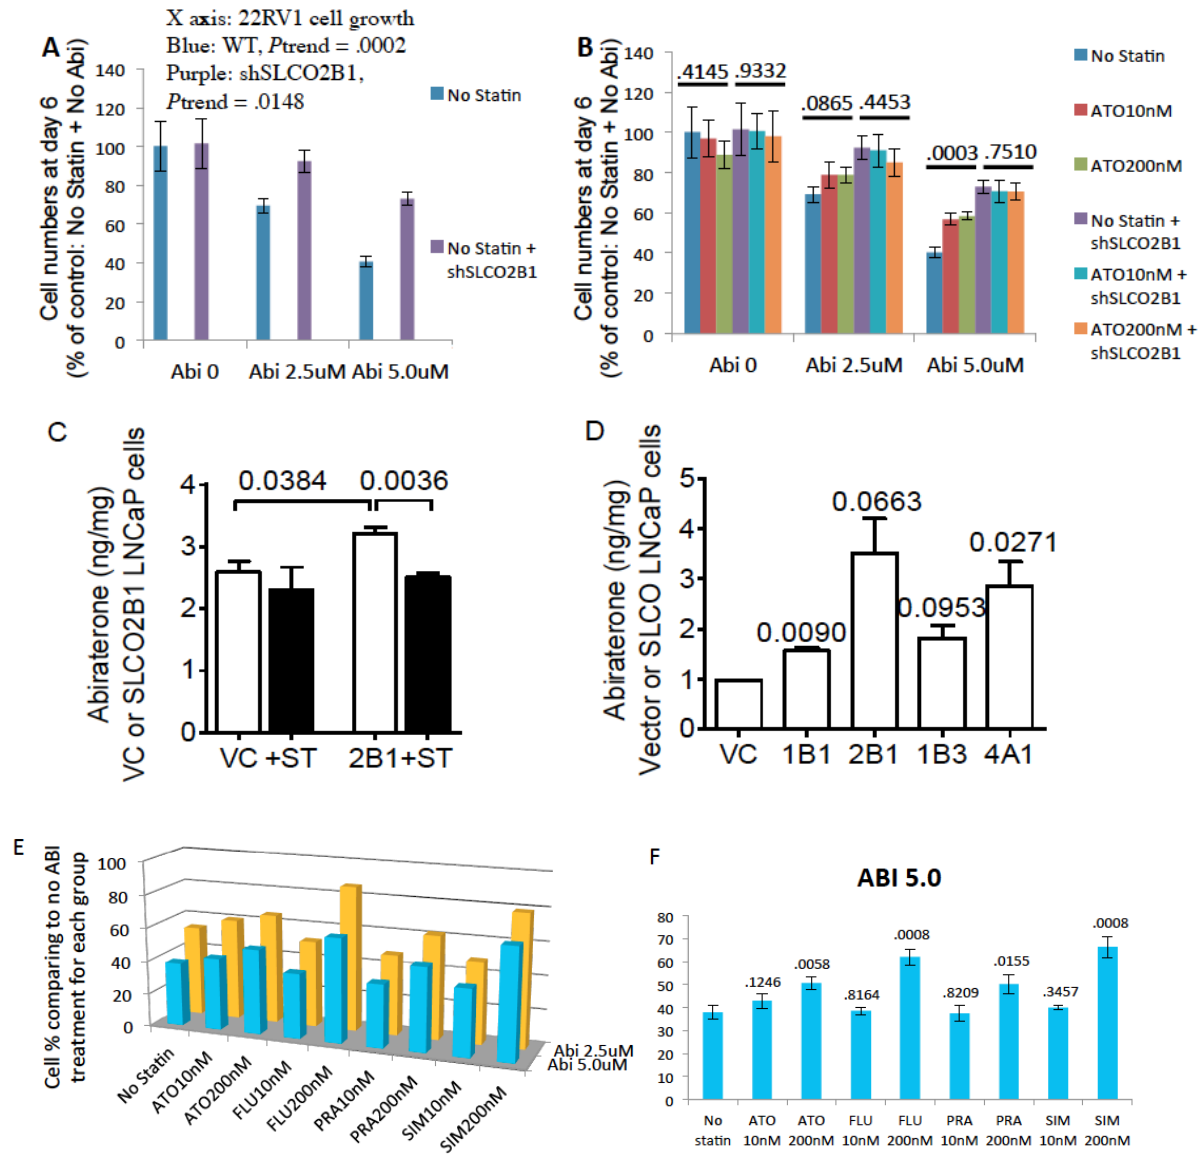 A
X axis: 22RV1 cell growth
Blue: WT, Ptrend = .0002
Purple: shSLCO2B1,
Ptrend = .0148
Cell numbers at day 6
(% of control: No Statin + No Abi)
140
120
100
80
60
40
20
0
Abi 0 Abi 2.5uM Abi 5.0uM
No Statin
No Statin +
shSLCO2B1
B
Cell numbers at day 6
(% of control: No Statin + No Abi)
140
120
100
80
60
40
20
0
.4145 .9332
.0865 .4453
.0003 .7510
Abi 0 Abi 2.5uM Abi 5.0uM
No Statin
ATO10nM
ATO200nM
No Statin +
shSLCO2B1
ATO10nM +
shSLCO2B1
ATO200nM +
shSLCO2B1
C
Abiraterone (ng/mg)
VC or SLCO2B1 LNCaP cells
4
3
2
1
0
0.0384 0.0036
VC +ST 2B1+ST
D
Abiraterone (ng/mg)
Vector or SLCO LNCaP cells
5
4
3
2
1
0
0.0090
0.0663
0.0953
0.0271
VC 1B1 2B1 1B3 4A1
E
Cell % comparing to no ABI
treatment for each group
100
80
60
40
20
0
No Statin
ATO10nM
ATO200nM
FLU10nM
FLU200nM
PRA10nM
PRA200nM
SIM10nM
SIM200nM
Abi 2.5uM
Abi 5.0uM
F
ABI 5.0
80
70
60
50
40
30
20
10
0
.1246
.0058
.8164
.0008
.8209
.0155
.3457
.0008
No ATO ATO FLU FLU PRA PRA SIM SIM
statin 10nM 200nM 10nM 200nM 10nM 200nM 10nM 200nM